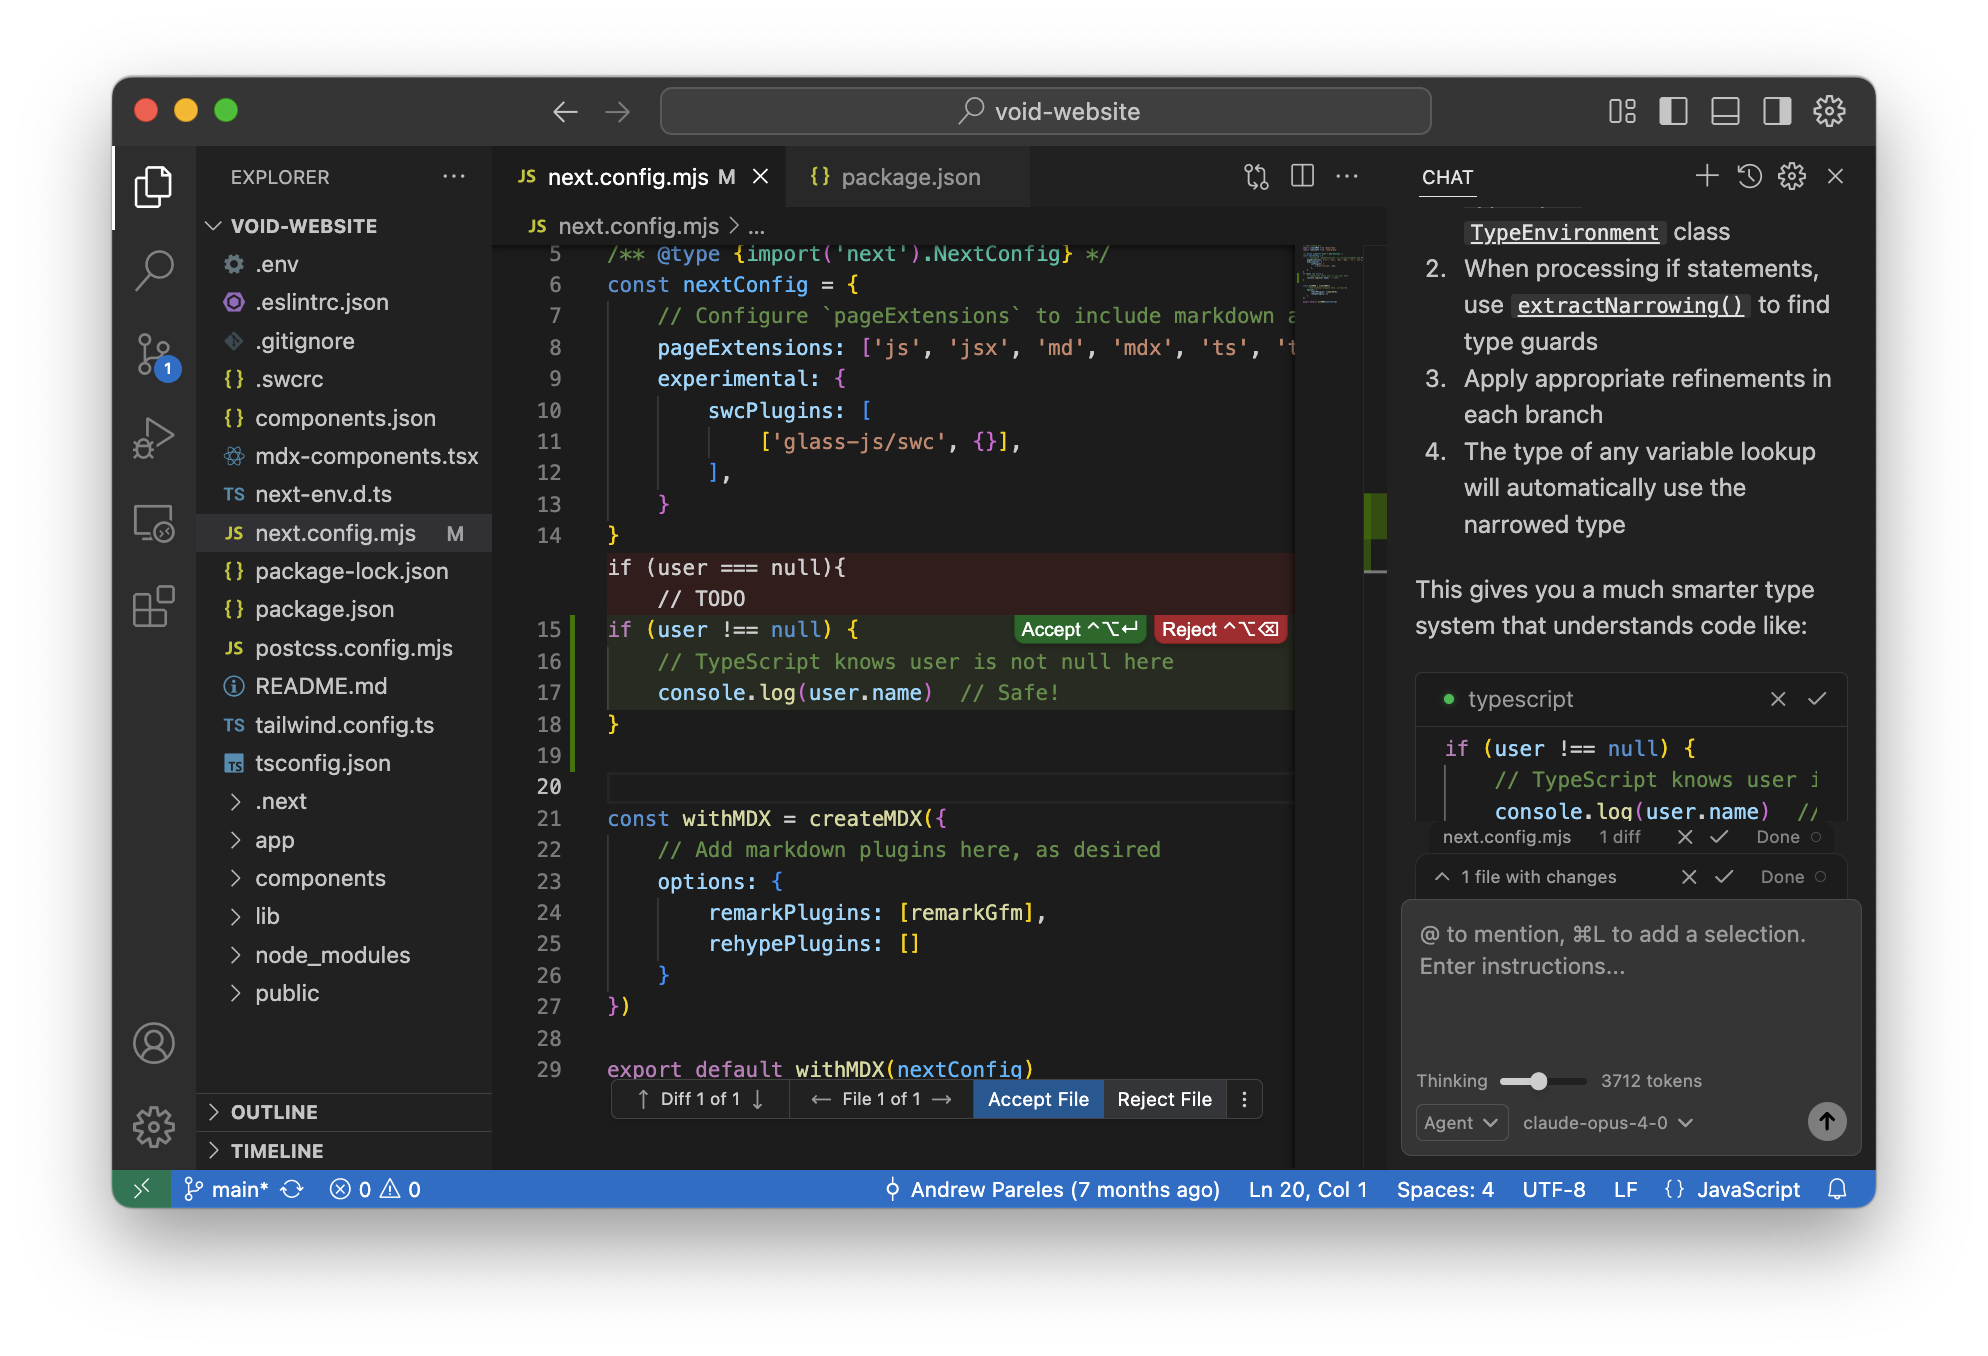 void-website
EXPLORER
VOID-WEBSITE
.env
.eslintrc.json
.gitignore
{} .swcrc
{} components.json
mdx-components.tsx
TS next-env.d.ts
JS next.config.mjs M
{} package-lock.json
{} package.json
JS postcss.config.mjs
README.md
TS tailwind.config.ts
TS tsconfig.json
.next
app
components
lib
node_modules
public
OUTLINE
TIMELINE
1
JS next.config.mjs M
{} package.json
JS next.config.mjs > ...
5 /** @type {import('next').NextConfig} */
6 const nextConfig = {
7 // Configure `pageExtensions` to include markdown a
8 pageExtensions: ['js', 'jsx', 'md', 'mdx', 'ts', 't
9 experimental: {
10 swcPlugins: [
11 ['glass-js/swc', {}],
12 ],
13 }
14 }
if (user === null){
// TODO
15 if (user !== null) {
Accept ^⌥↵ Reject ^⌥⌫
16 // TypeScript knows user is not null here
17 console.log(user.name) // Safe!
18 }
19
20
21 const withMDX = createMDX({
22 // Add markdown plugins here, as desired
23 options: {
24 remarkPlugins: [remarkGfm],
25 rehypePlugins: []
26 }
27 })
28
29 export default withMDX(nextConfig)
↑ Diff 1 of 1 ↓ ← File 1 of 1 → Accept File Reject File
CHAT
TypeEnvironment class
2. When processing if statements,
use extractNarrowing() to find
type guards
3. Apply appropriate refinements in
each branch
4. The type of any variable lookup
will automatically use the
narrowed type
This gives you a much smarter type
system that understands code like:
typescript
if (user !== null) {
// TypeScript knows user i
console.log(user.name) //
next.config.mjs 1 diff Done
1 file with changes Done
@ to mention, ⌘L to add a selection.
Enter instructions...
Thinking 3712 tokens
Agent claude-opus-4-0
main* 0 0
Andrew Pareles (7 months ago) Ln 20, Col 1 Spaces: 4 UTF-8 LF {} JavaScript